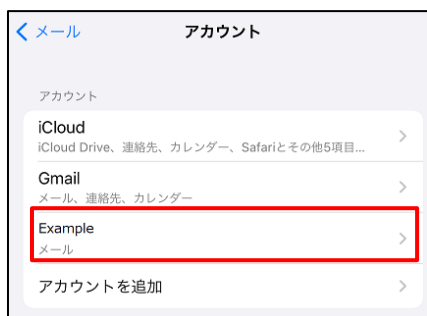 メール
アカウント
アカウント
iCloud
iCloud Drive、連絡先、カレンダー、Safariとその他5項目...
Gmail
メール、連絡先、カレンダー
Example
メール
アカウントを追加